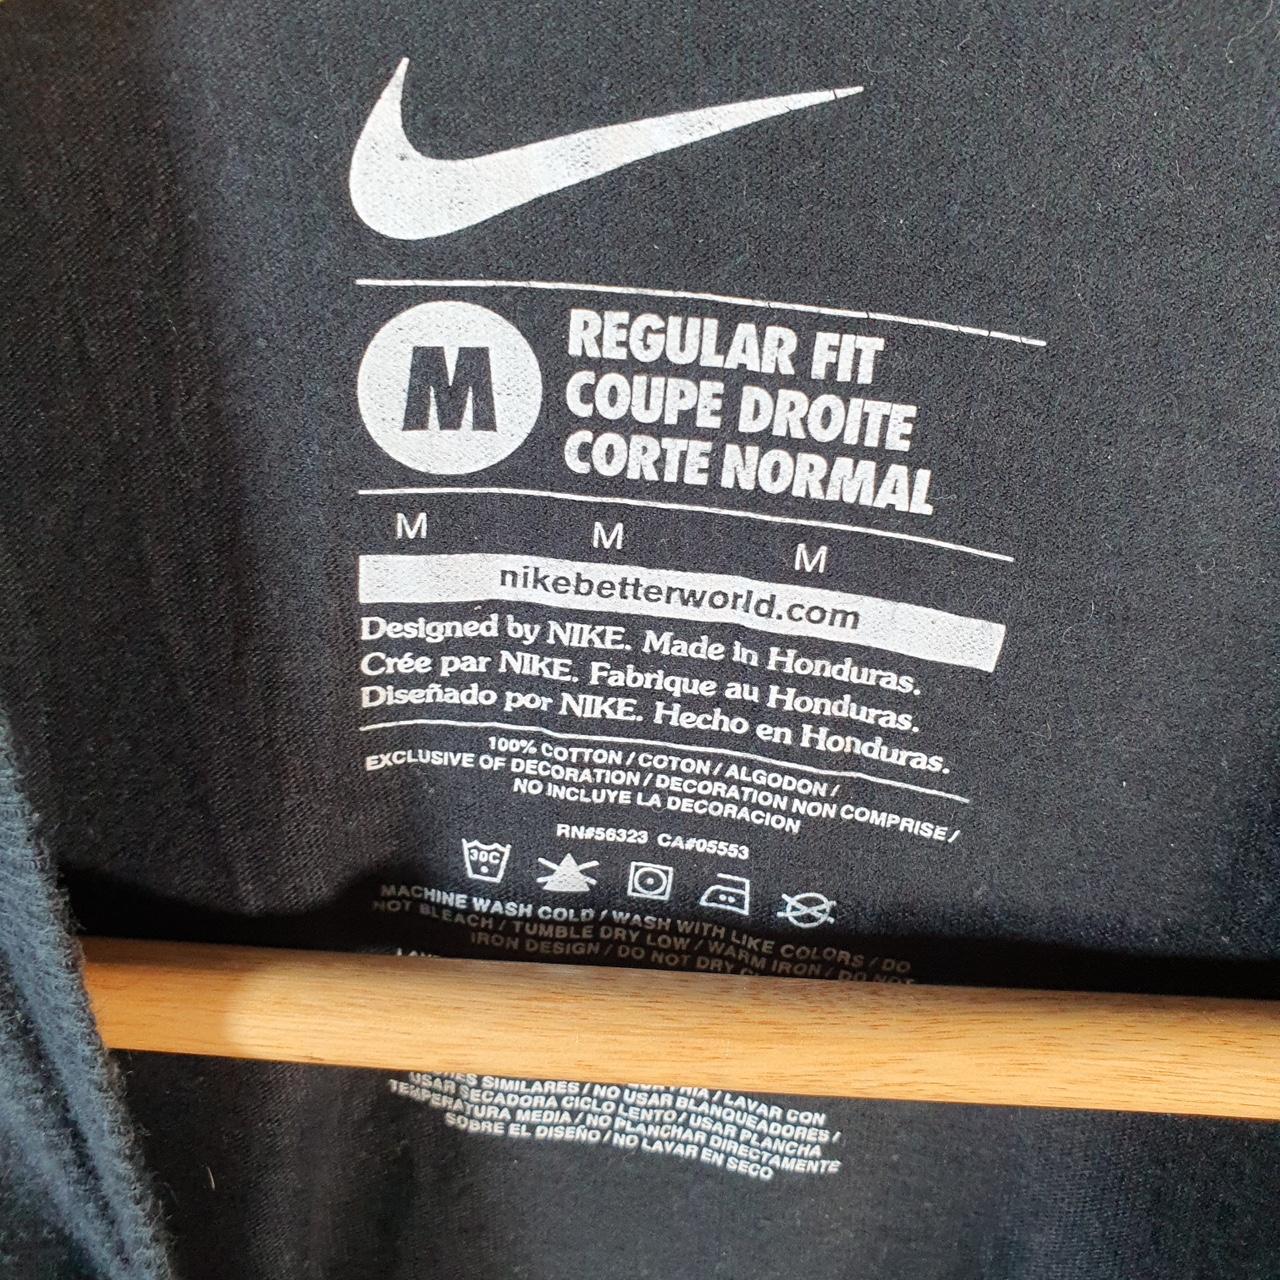 M
REGULAR FIT
COUPE DROITE
CORTE NORMAL
M M M
nikebetterworld.com
Designed by NIKE. Made in Honduras.
Crée par NIKE. Fabrique au Honduras.
Diseñado por NIKE. Hecho en Honduras.
100% COTTON / COTON / ALGODON /
EXCLUSIVE OF DECORATION / DECORATION NON COMPRISE /
NO INCLUYE LA DECORACION
RN#56323 CA#05553
30C
MACHINE WASH COLD / WASH WITH LIKE COLORS / DO
NOT BLEACH / TUMBLE DRY LOW / WARM IRON / DO NOT
IRON DESIGN / DO NOT DRY
SIMILARES / NO USAR BLANQUEADORES /
USAR SECADORA CICLO LENTO / USAR PLANCHA
TEMPERATURA MEDIA / NO PLANCHAR DIRECTAMENTE
SOBRE EL DISEÑO / NO LAVAR EN SECO